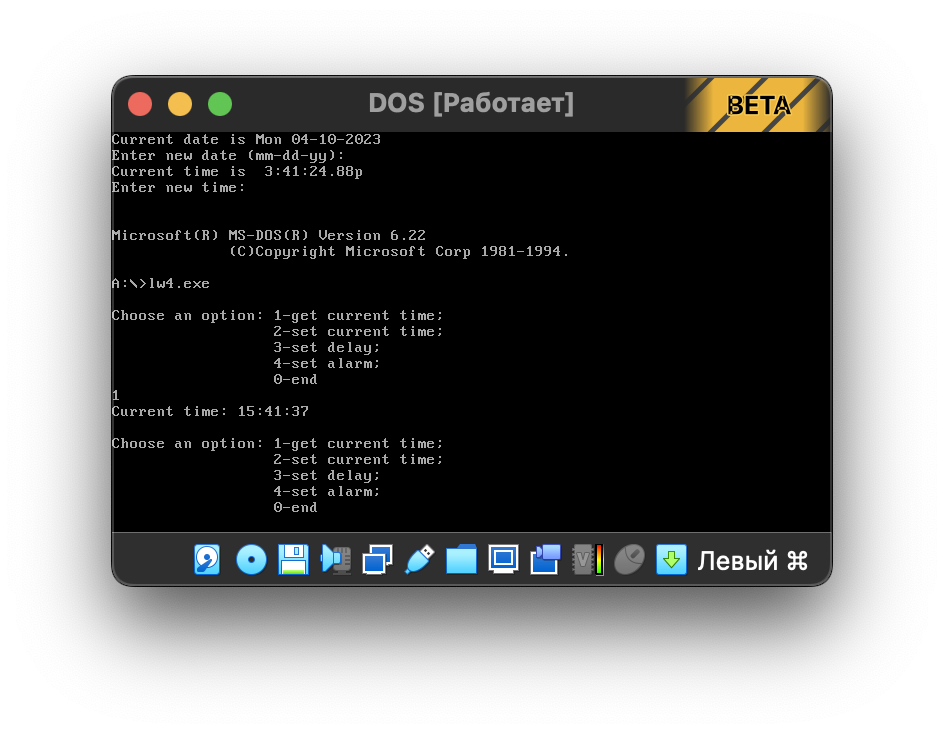 DOS [Работает]
BETA
Current date is Mon 04-10-2023
Enter new date (mm-dd-yy):
Current time is  3:41:24.88p
Enter new time:
Microsoft(R) MS-DOS(R) Version 6.22
(C)Copyright Microsoft Corp 1981-1994.
A:\>lw4.exe
Choose an option: 1-get current time;
2-set current time;
3-set delay;
4-set alarm;
0-end
1
Current time: 15:41:37
Choose an option: 1-get current time;
2-set current time;
3-set delay;
4-set alarm;
0-end
V
Левый ⌘